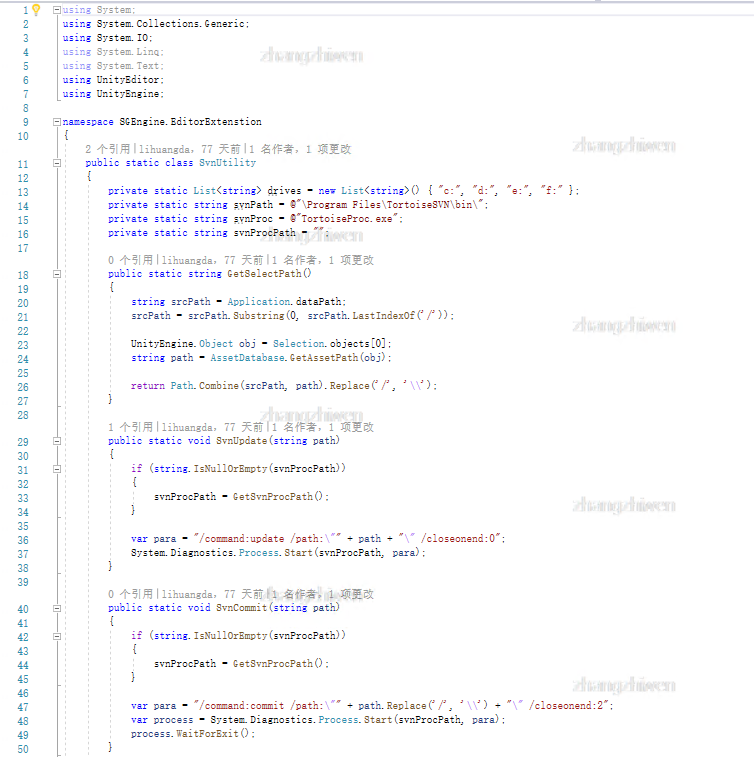 1 using System;
2 using System.Collections.Generic;
3 using System.IO;
4 using System.Linq;
5 using System.Text;
6 using UnityEditor;
7 using UnityEngine;
8
9 namespace SGEngine.EditorExtenstion
10 {
2 个引用|lihuangda，77 天前|1 名作者，1 项更改
11 public static class SvnUtility
12 {
13 private static List<string> drives = new List<string>() { "c:", "d:", "e:", "f:" };
14 private static string svnPath = @"\Program Files\TortoiseSVN\bin\";
15 private static string svnProc = @"TortoiseProc.exe";
16 private static string svnProcPath = "";
17
0 个引用|lihuangda，77 天前|1 名作者，1 项更改
18 public static string GetSelectPath()
19 {
20 string srcPath = Application.dataPath;
21 srcPath = srcPath.Substring(0, srcPath.LastIndexOf('/'));
22
23 UnityEngine.Object obj = Selection.objects[0];
24 string path = AssetDatabase.GetAssetPath(obj);
25
26 return Path.Combine(srcPath, path).Replace('/', '\\');
27 }
28
1 个引用|lihuangda，77 天前|1 名作者，1 项更改
29 public static void SvnUpdate(string path)
30 {
31 if (string.IsNullOrEmpty(svnProcPath))
32 {
33 svnProcPath = GetSvnProcPath();
34 }
35
36 var para = "/command:update /path:\"" + path + "\" /closeonend:0";
37 System.Diagnostics.Process.Start(svnProcPath, para);
38 }
39
0 个引用|lihuangda，77 天前|1 名作者，1 项更改
40 public static void SvnCommit(string path)
41 {
42 if (string.IsNullOrEmpty(svnProcPath))
43 {
44 svnProcPath = GetSvnProcPath();
45 }
46
47 var para = "/command:commit /path:\"" + path.Replace('/', '\\') + "\" /closeonend:2";
48 var process = System.Diagnostics.Process.Start(svnProcPath, para);
49 process.WaitForExit();
50 }
zhangzhiwen
zhangzhiwen
zhangzhiwen
zhangzhiwen
zhangzhiwen
zhangzhiwen
zhangzhiwen
zhangzhiwen